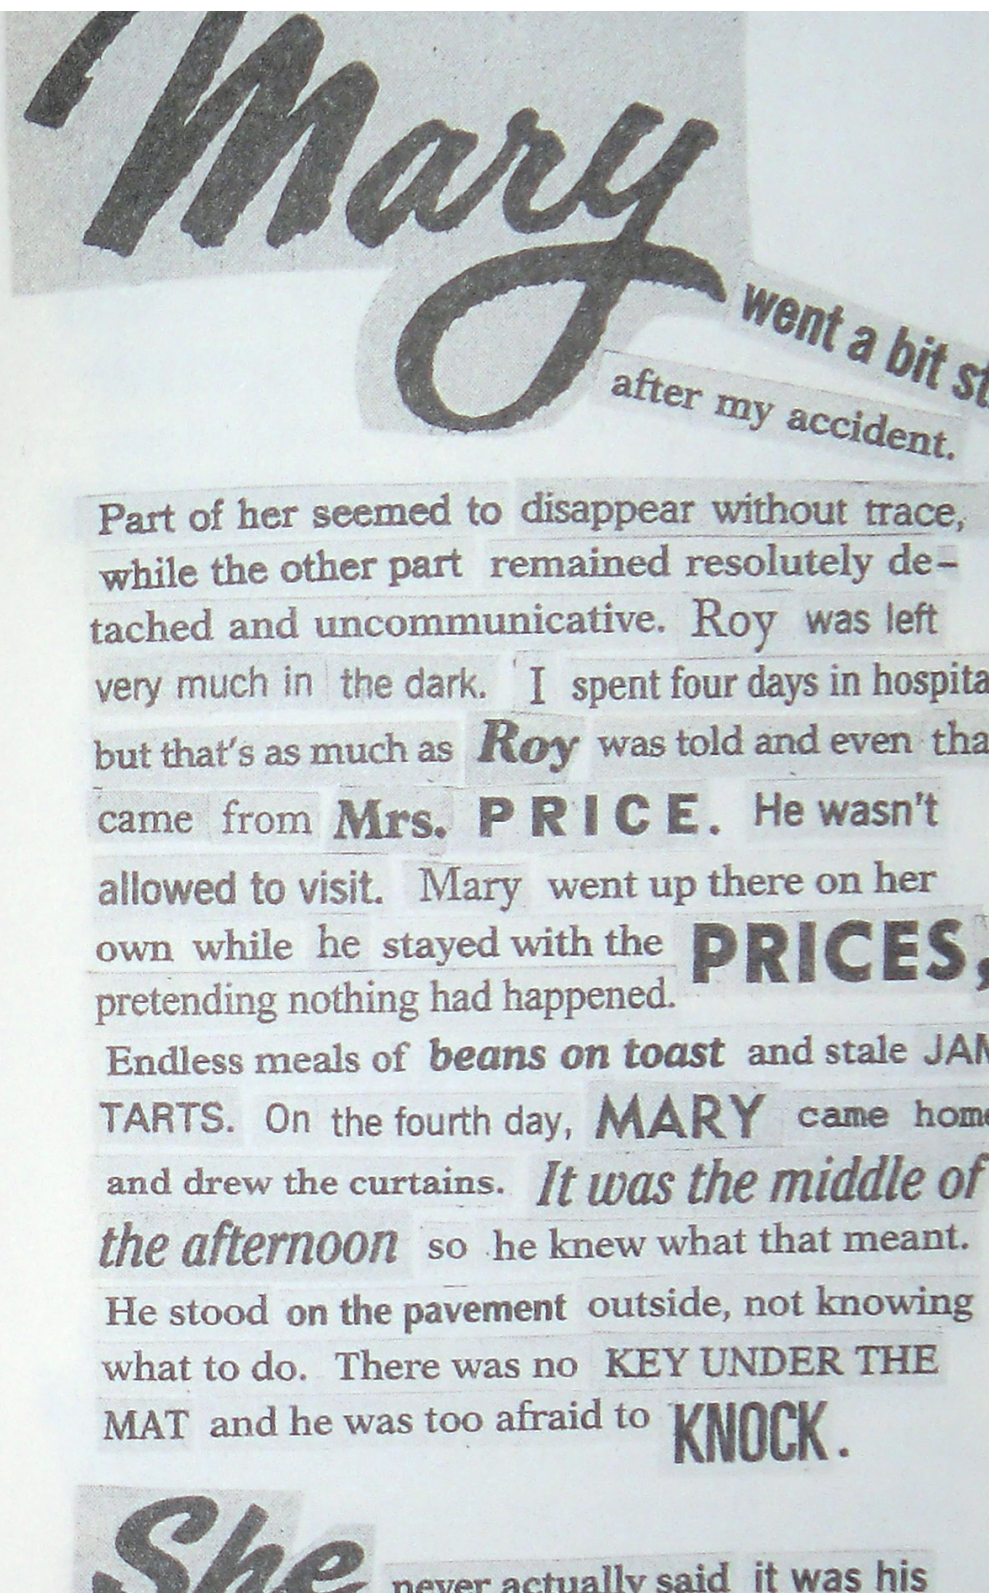 Mary
went a bit st
after my accident.
Part of her seemed to disappear without trace,
while the other part remained resolutely de-
tached and uncommunicative. Roy was left
very much in the dark. I spent four days in hospita
but that's as much as Roy was told and even tha
came from Mrs. PRICE. He wasn't
allowed to visit. Mary went up there on her
own while he stayed with the PRICES,
pretending nothing had happened.
Endless meals of beans on toast and stale JAM
TARTS. On the fourth day, MARY came home
and drew the curtains. It was the middle of
the afternoon so he knew what that meant.
He stood on the pavement outside, not knowing
what to do. There was no KEY UNDER THE
MAT and he was too afraid to KNOCK.
She
never actually said it was his